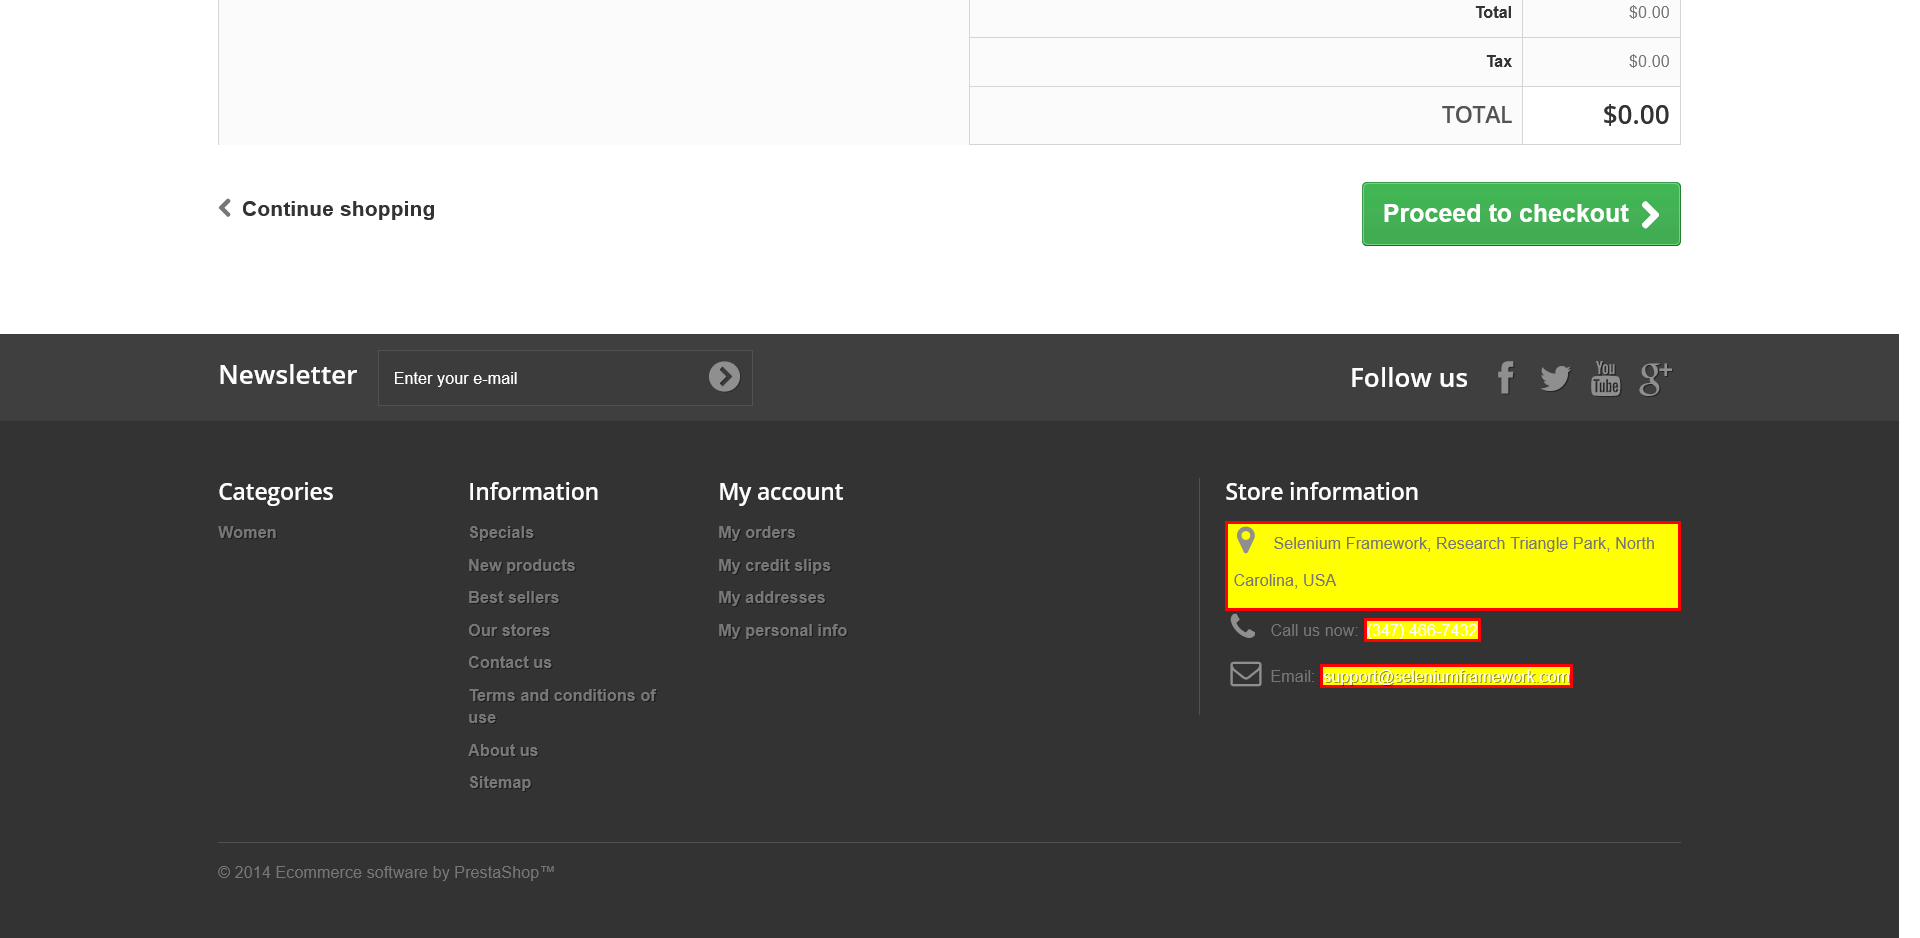 Total $0.00
Tax $0.00
TOTAL $0.00
Continue shopping
Proceed to checkout
Newsletter
Enter your e-mail
Follow us
You
Tube
g+
Categories
Women
Information
Specials
New products
Best sellers
Our stores
Contact us
Terms and conditions of
use
About us
Sitemap
My account
My orders
My credit slips
My addresses
My personal info
Store information
Selenium Framework, Research Triangle Park, North
Carolina, USA
Call us now: (347) 466-7432
Email: support@seleniumframework.com
© 2014 Ecommerce software by PrestaShop™